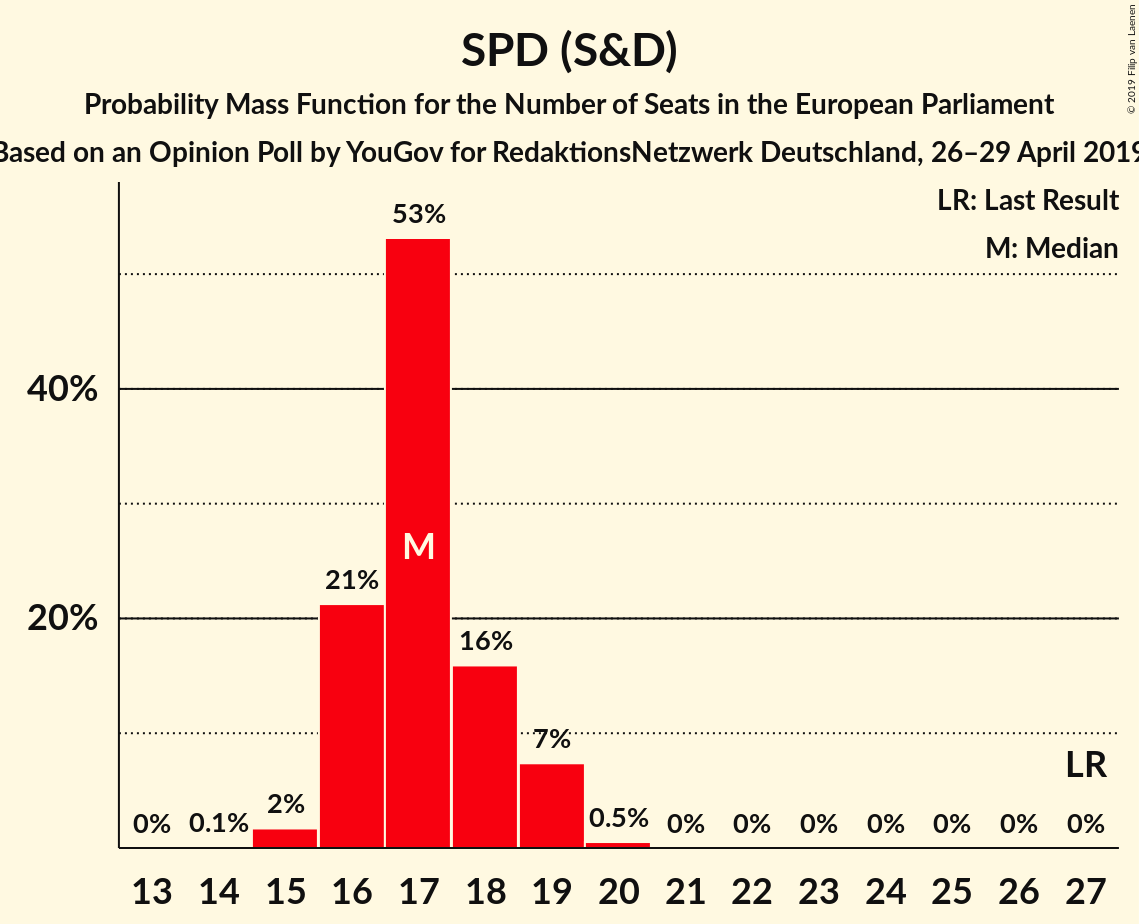 SPD (S&D)
Probability Mass Function for the Number of Seats in the European Parliament
Based on an Opinion Poll by YouGov for RedaktionsNetzwerk Deutschland, 26–29 April 2019
© 2019 Filip van Laenen
LR: Last Result
M: Median
53%
40%
M
21%
20%
16%
7%
LR
0% 0.1% 2% 0.5% 0% 0% 0% 0% 0% 0% 0%
13 14 15 16 17 18 19 20 21 22 23 24 25 26 27